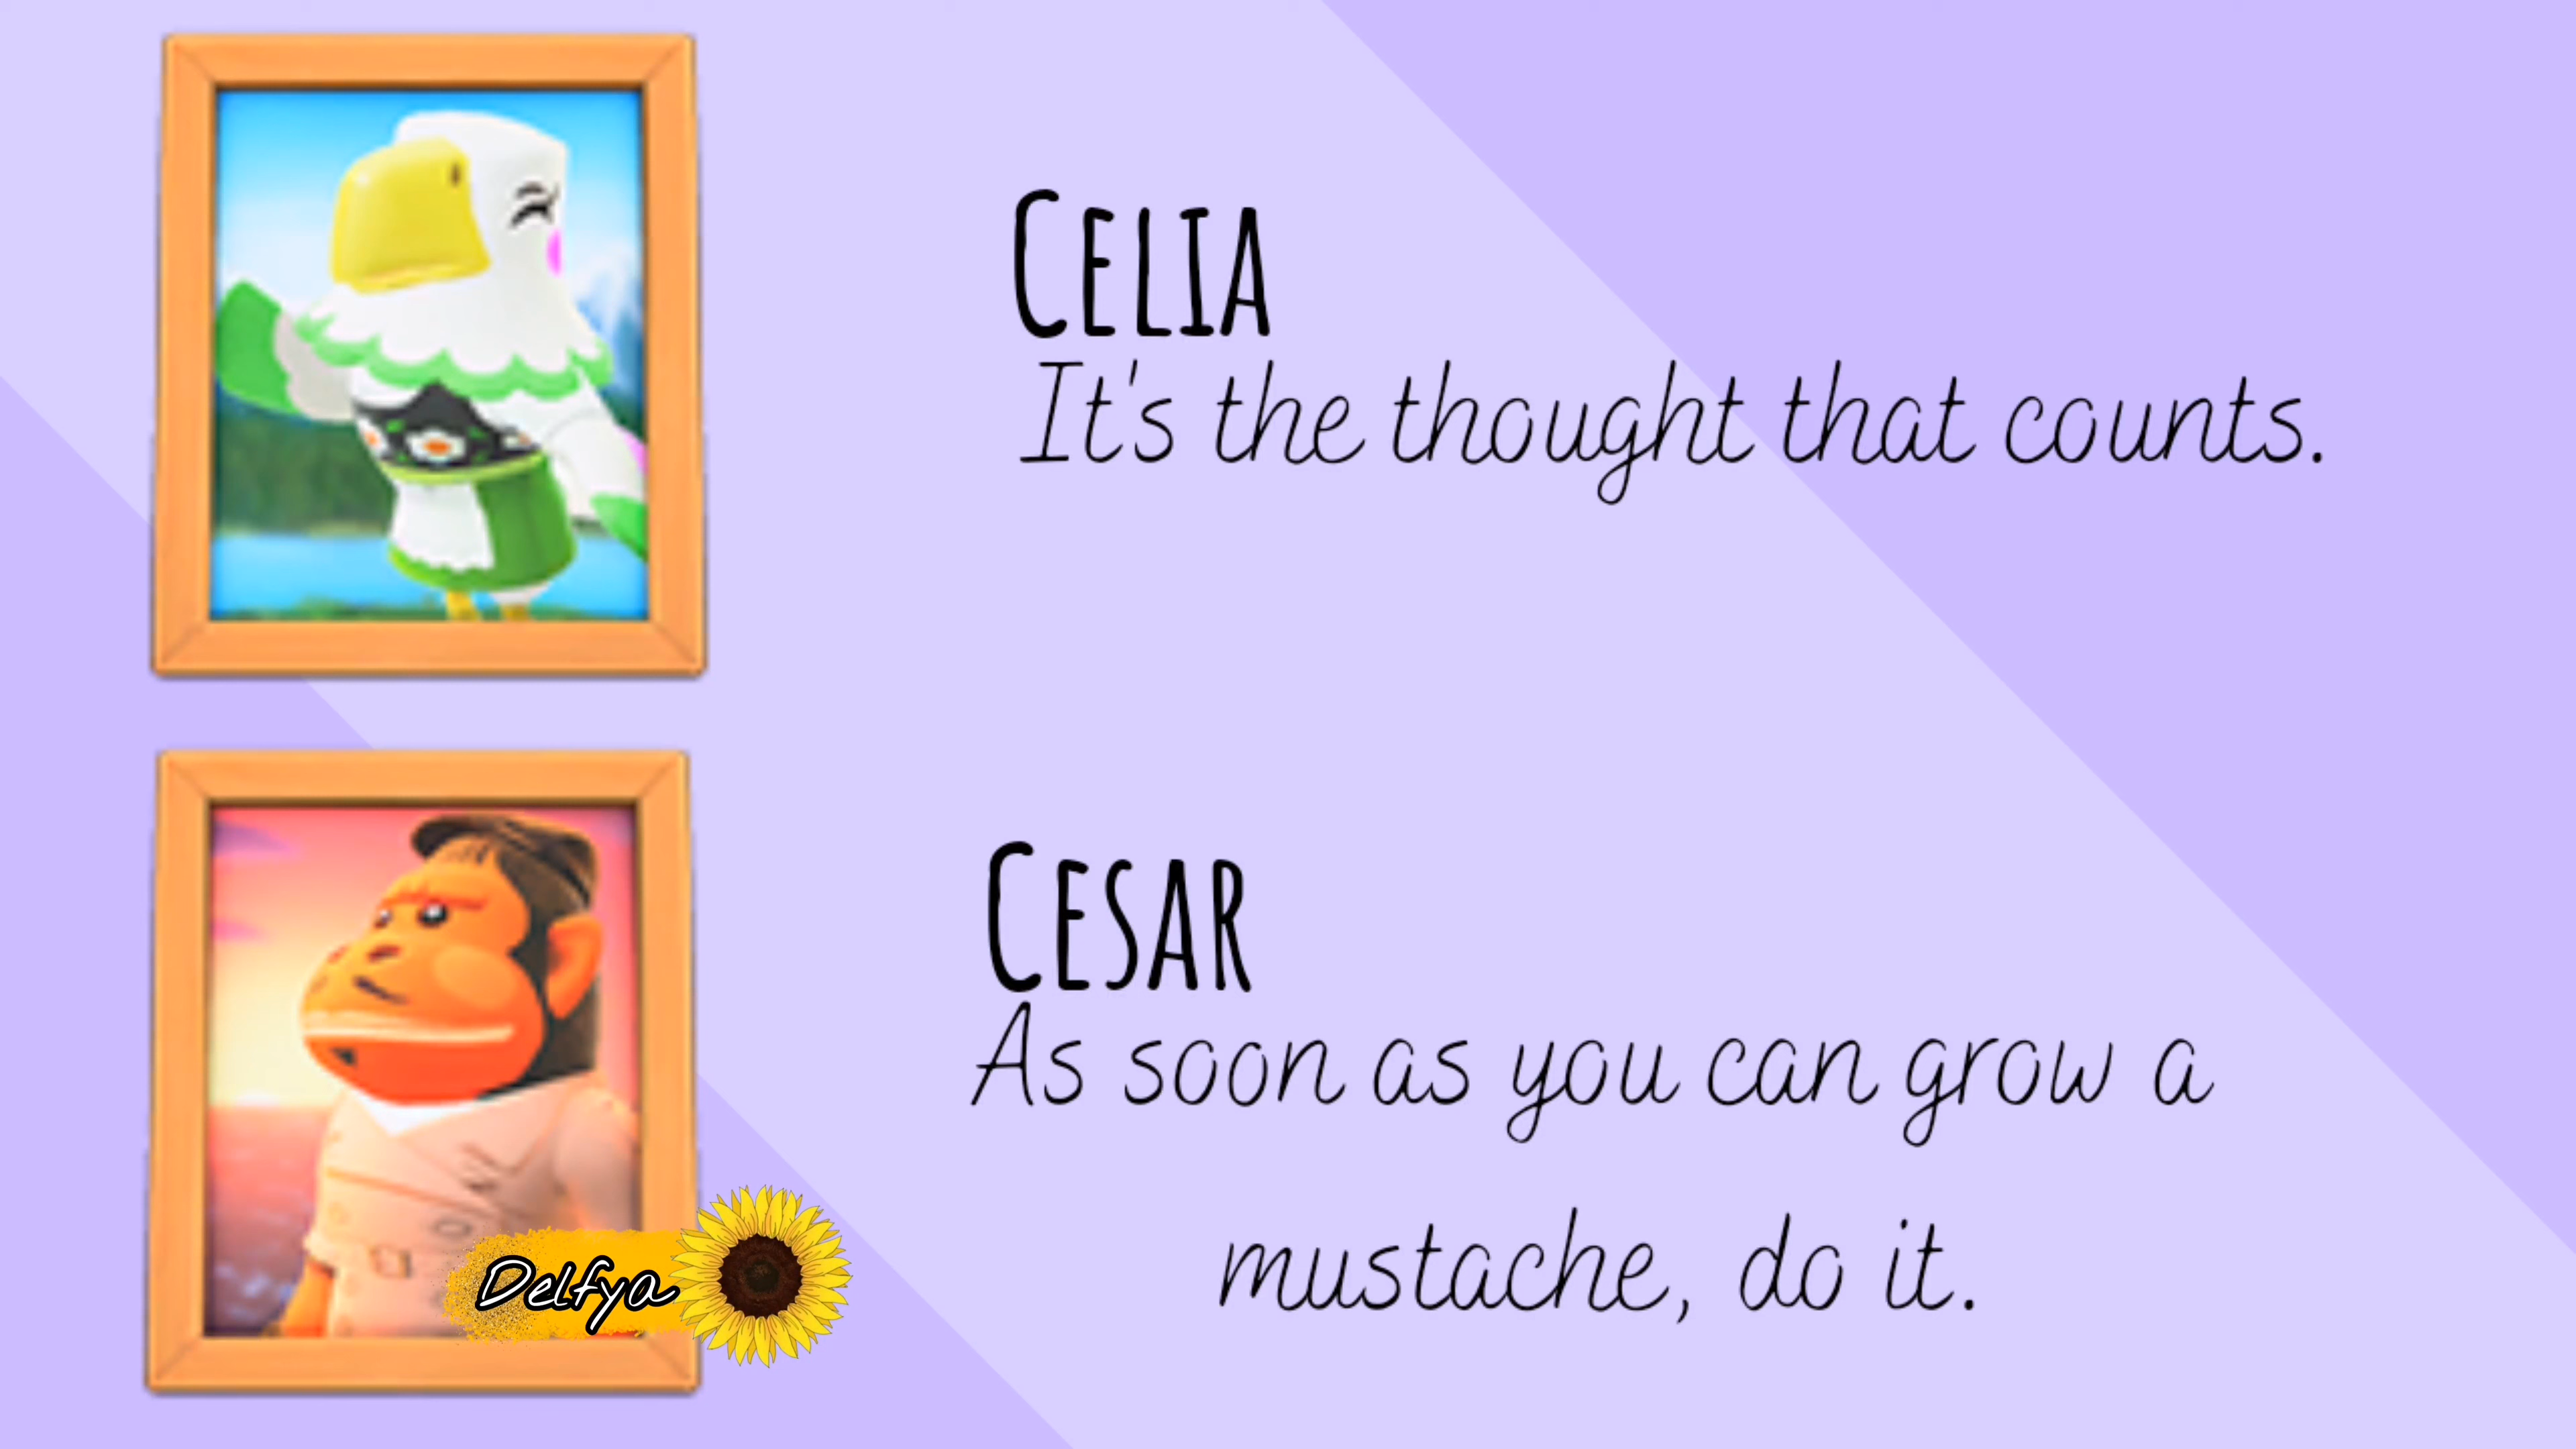 CELIA
It's the thought that counts.
CESAR
As soon as you can grow a
mustache, do it.
Delfya